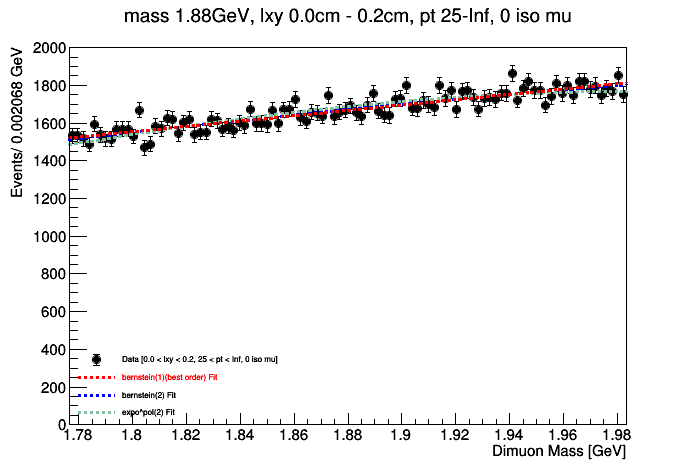 mass 1.88GeV, lxy 0.0cm - 0.2cm, pt 25-Inf, 0 iso mu
Events/ 0.002068 GeV
2000
1800
1600
1400
1200
1000
800
600
400
200
0
Data [0.0 < lxy < 0.2, 25 < pt < Inf, 0 iso mu]
bernstein(1)(best order) Fit
bernstein(2) Fit
expo^pol(2) Fit
1.78 1.8 1.82 1.84 1.86 1.88 1.9 1.92 1.94 1.96 1.98
Dimuon Mass [GeV]